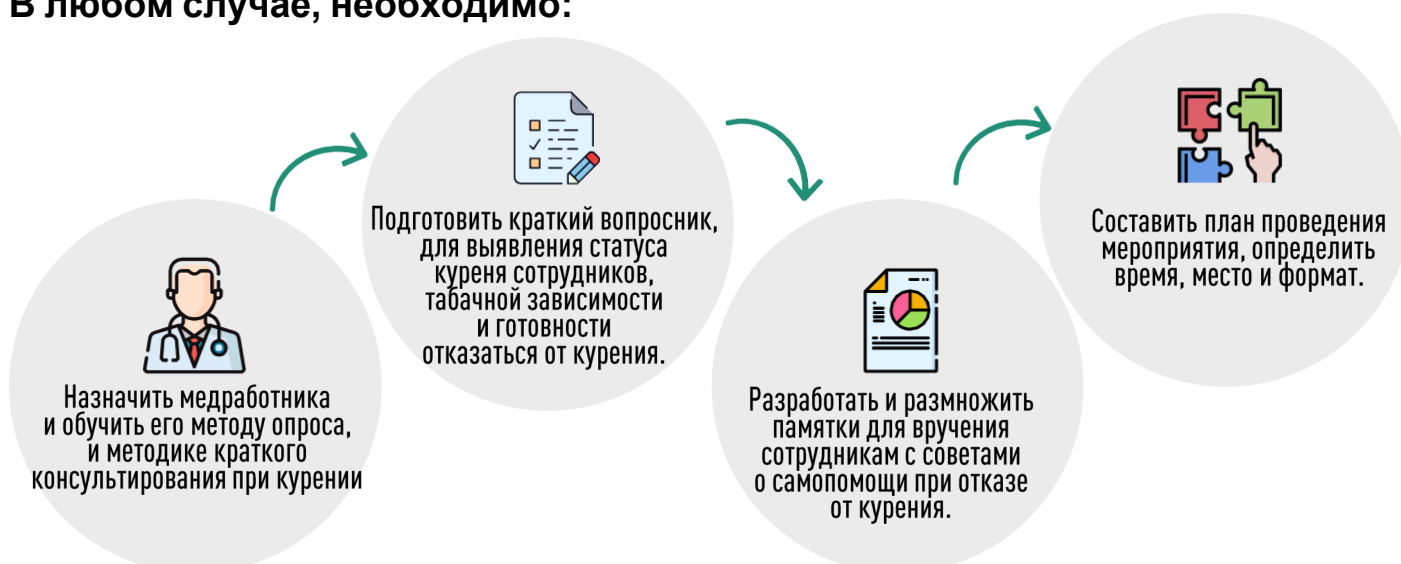 В любом случае, необходимо:
Назначить медработника
и обучить его методу опроса,
и методике краткого
консультирования при курении
Подготовить краткий вопросник,
для выявления статуса
куреня сотрудников,
табачной зависимости
и готовности
отказаться от курения.
Разработать и размножить
памятки для вручения
сотрудникам с советами
о самопомощи при отказе
от курения.
Составить план проведения
мероприятия, определить
время, место и формат.